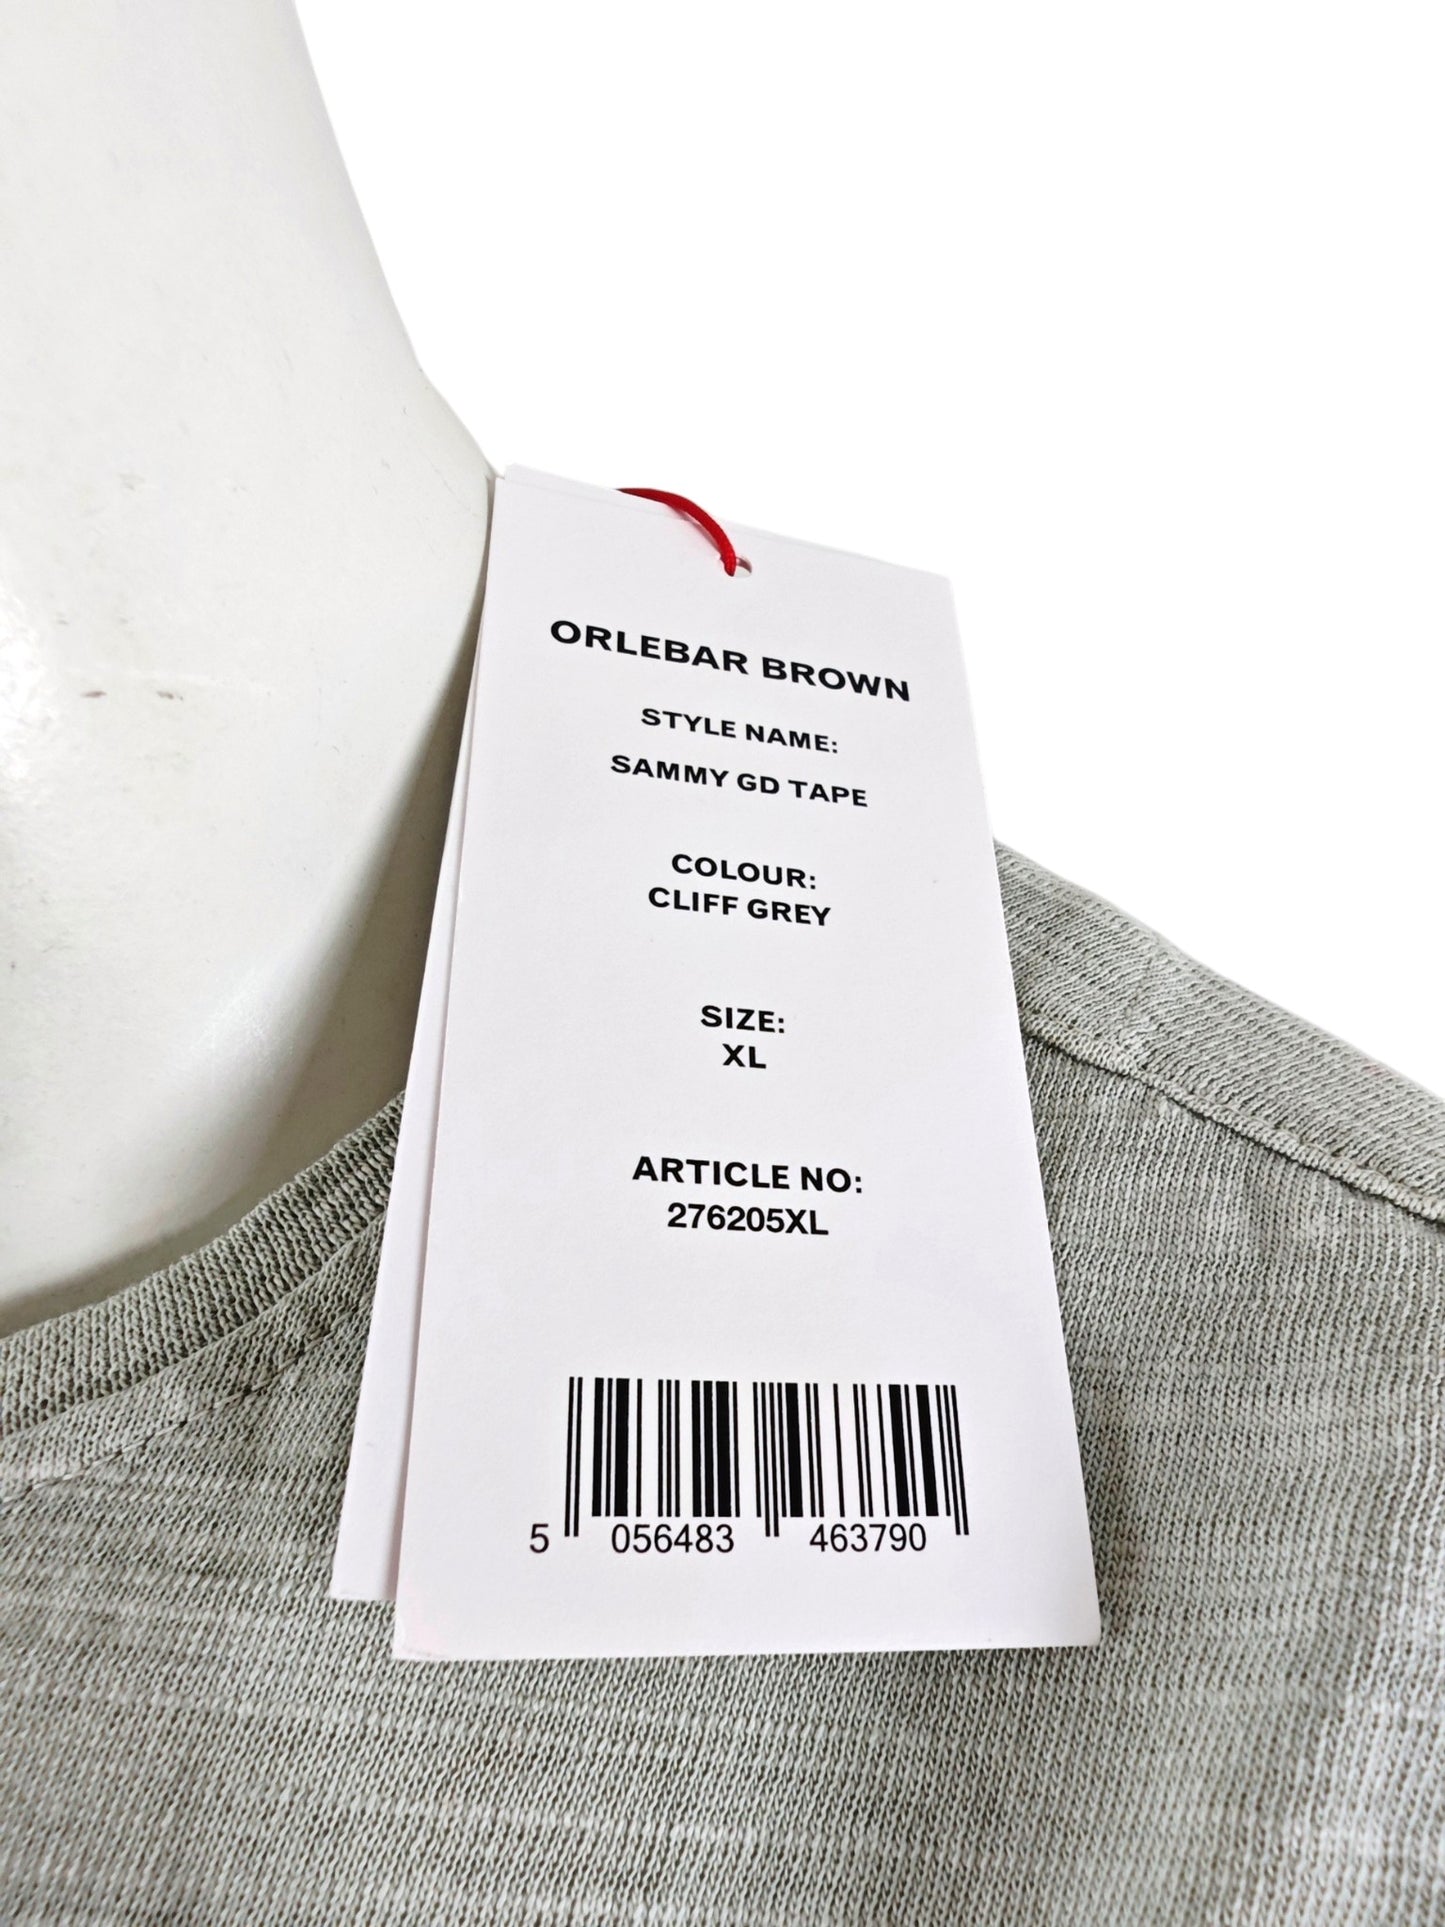 ORLEBAR BROWN
STYLE NAME:
SAMMY GD TAPE
COLOUR:
CLIFF GREY
SIZE:
XL
ARTICLE NO:
276205XL
5 056483 463790